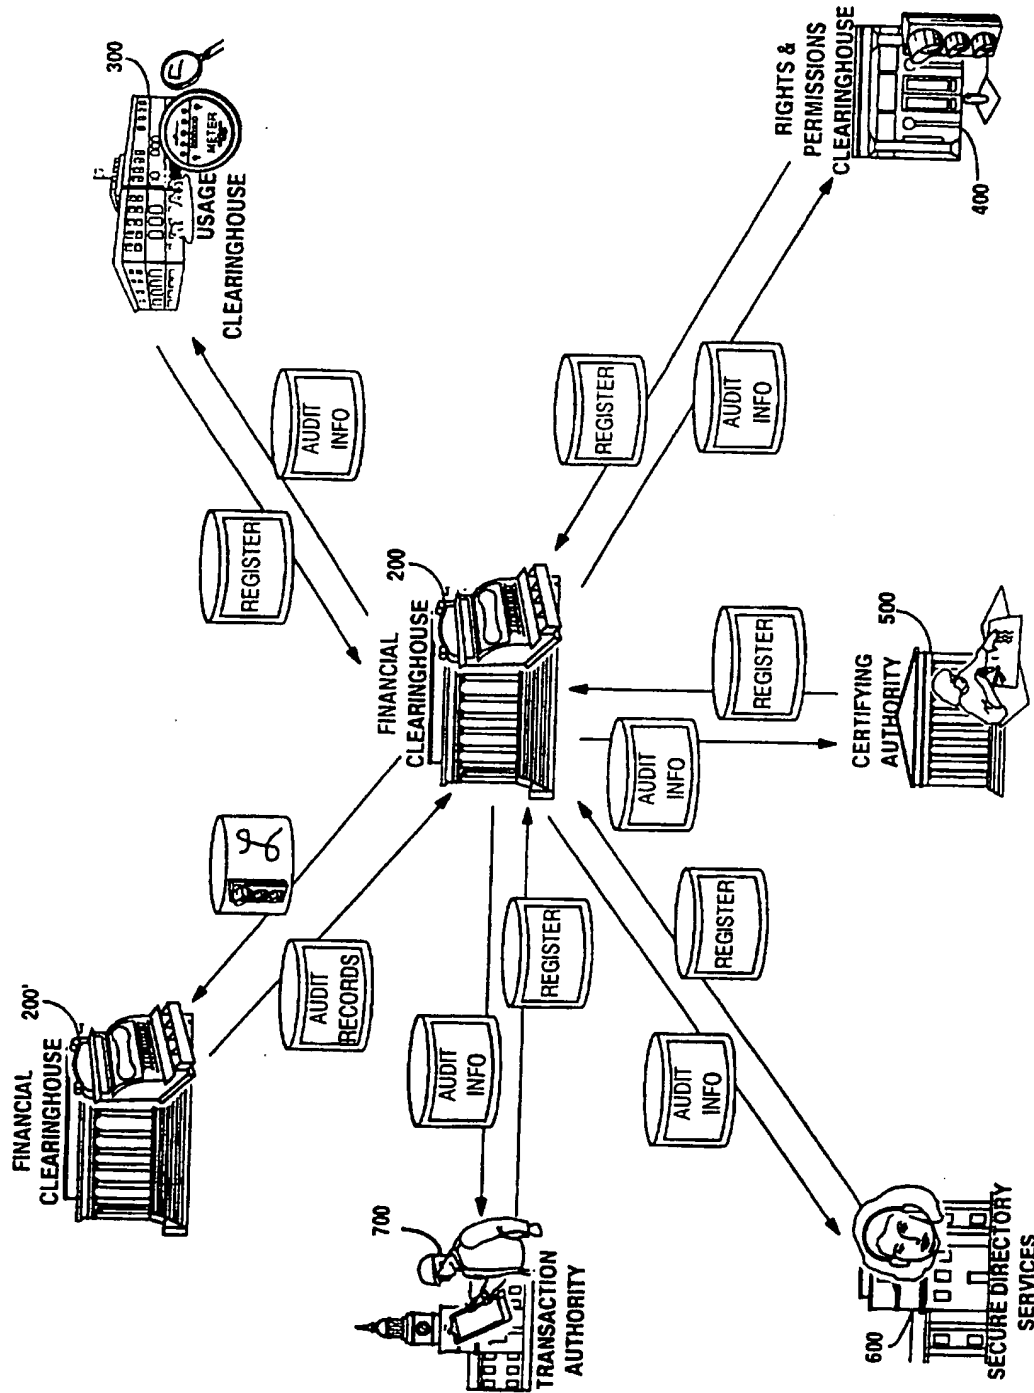 FINANCIAL
CLEARINGHOUSE
200'
300
METER
USAGE
CLEARINGHOUSE
AUDIT
RECORDS
REGISTER
AUDIT
INFO
FINANCIAL
CLEARINGHOUSE
200
TRANSACTION
AUTHORITY
700
AUDIT
INFO
REGISTER
REGISTER
AUDIT
INFO
RIGHTS &
PERMISSIONS
CLEARINGHOUSE
400
AUDIT
INFO
REGISTER
SECURE DIRECTORY
SERVICES
600
AUDIT
INFO
REGISTER
CERTIFYING
AUTHORITY
500